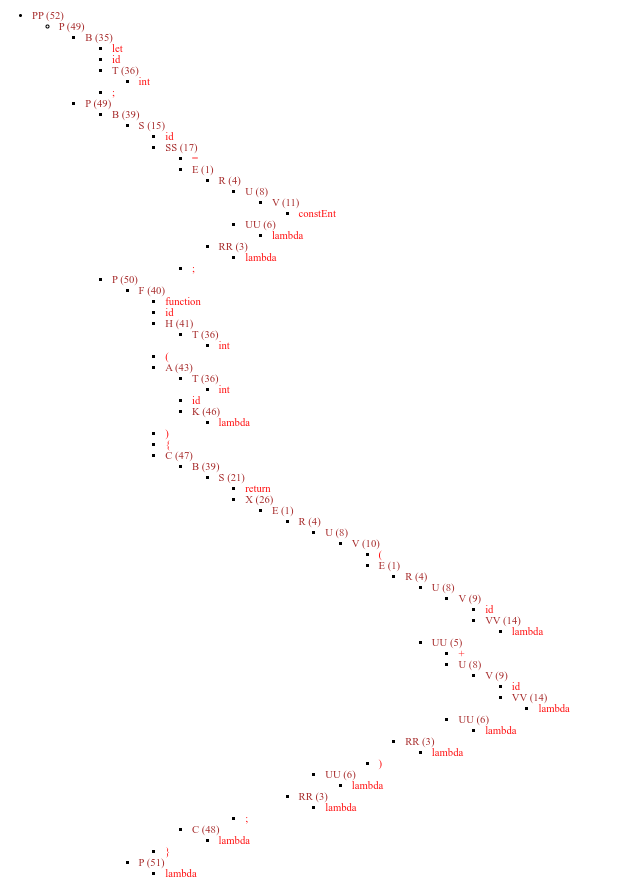 PP (52)
P (49)
B (35)
let
id
T (36)
int
;
P (49)
B (39)
S (15)
id
SS (17)
=
E (1)
R (4)
U (8)
V (11)
constEnt
UU (6)
lambda
RR (3)
lambda
;
P (50)
F (40)
function
id
H (41)
T (36)
int
(
A (43)
T (36)
int
id
K (46)
lambda
)
{
C (47)
B (39)
S (21)
return
X (26)
E (1)
R (4)
U (8)
V (10)
(
E (1)
R (4)
U (8)
V (9)
id
VV (14)
lambda
UU (5)
+
U (8)
V (9)
id
VV (14)
lambda
UU (6)
lambda
RR (3)
lambda
)
UU (6)
lambda
RR (3)
lambda
;
C (48)
lambda
}
P (51)
lambda